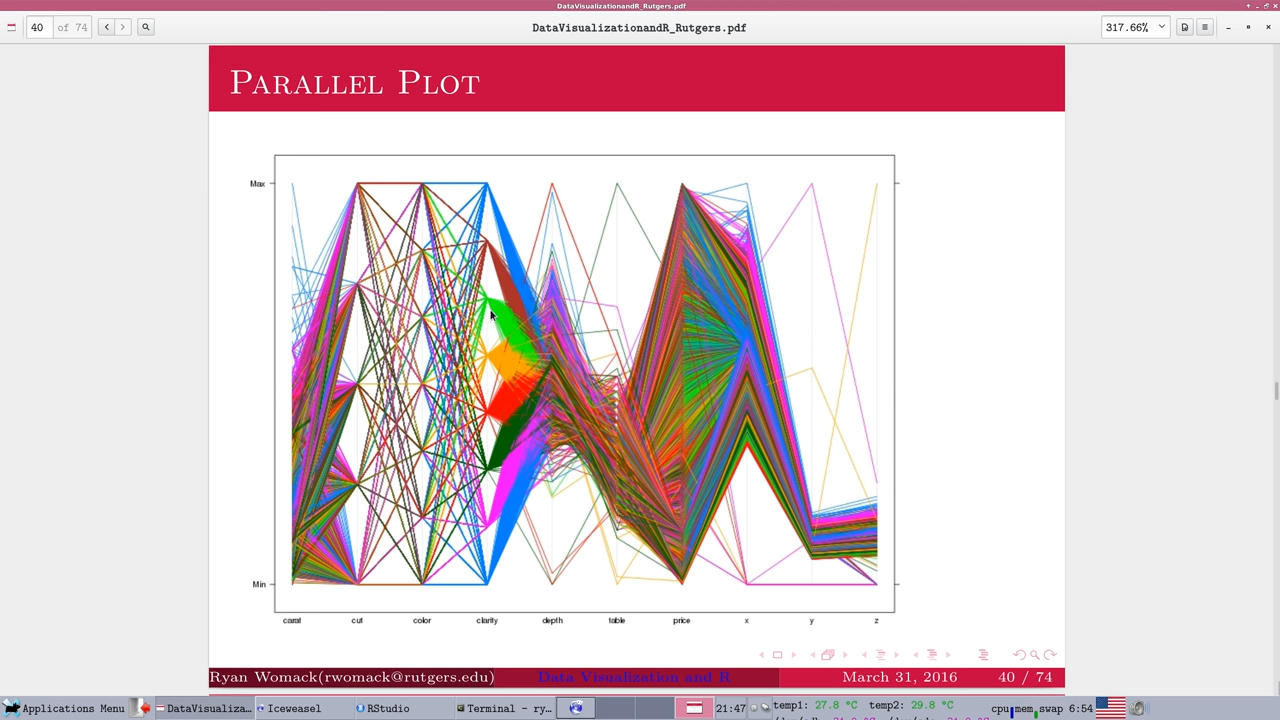 DataVisualizationandR_Rutgers.pdf
40 of 74
DataVisualizationandR_Rutgers.pdf
317.66%
Parallel Plot
Max
Min
carat cut color clarity depth table price x y z
Ryan Womack(rwomack@rutgers.edu) Data Visualization and R March 31, 2016 40 / 74
Applications Menu DataVisualiza... Iceweasel RStudio Terminal - ry... 21:47 temp1: 27.8 °C temp2: 29.8 °C cpu mem swap 6:54